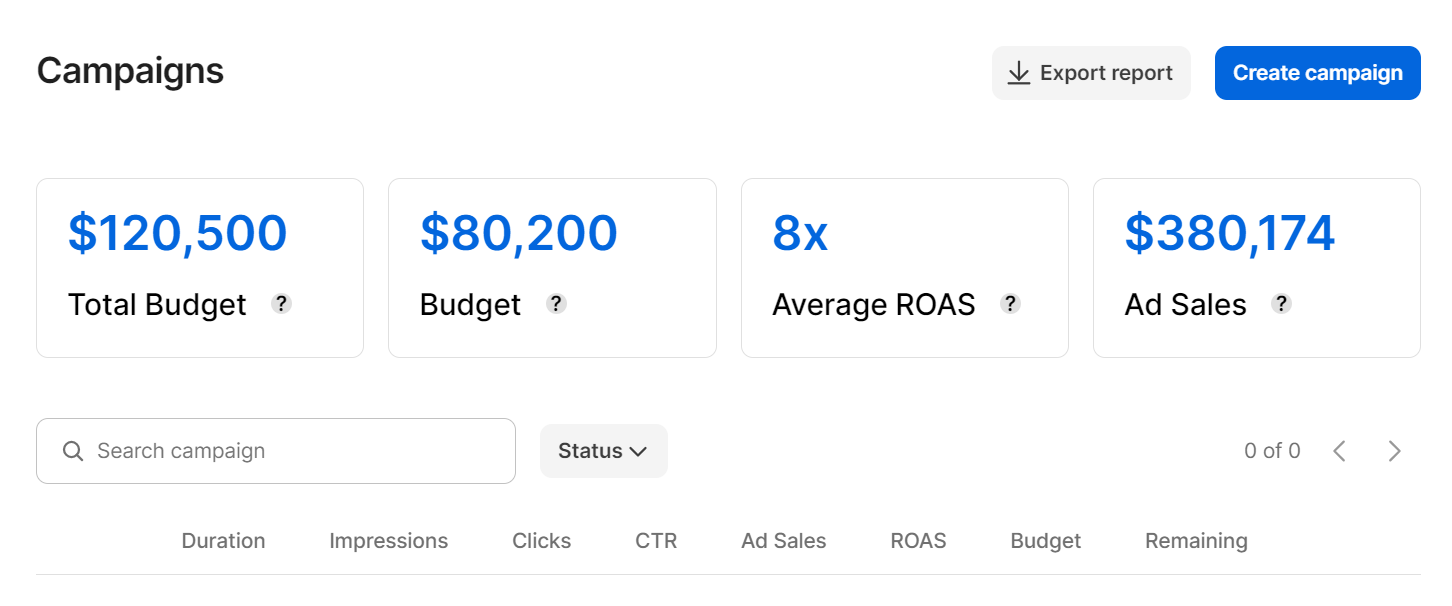 Campaigns
Export report
Create campaign
$120,500
Total Budget ?
$80,200
Budget ?
8x
Average ROAS ?
$380,174
Ad Sales ?
Search campaign
Status
0 of 0
Duration Impressions Clicks CTR Ad Sales ROAS Budget Remaining